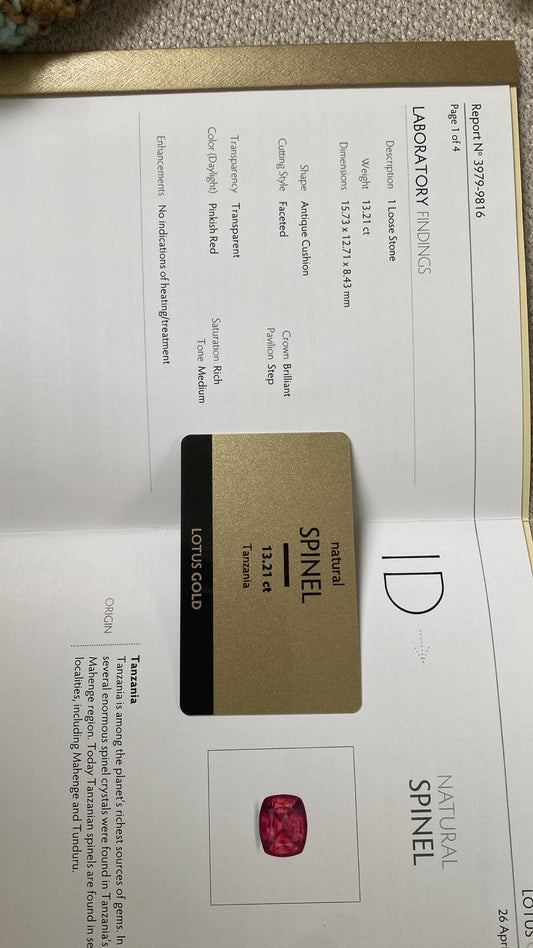 Report Nº 3979-9816
Page 1 of 4
LABORATORY FINDINGS
Description 1 Loose Stone
Weight 13.21 ct
Dimensions 15.73 x 12.71 x 8.43 mm
Shape Antique Cushion
Cutting Style Faceted
Crown Brilliant
Pavilion Step
Transparency Transparent
Color (Daylight) Pinkish Red
Saturation Rich
Tone Medium
Enhancements No indications of heating/treatment
natural
SPINEL
13.21 ct
Tanzania
LOTUS GOLD
LOTUS
26 Apr
ID
NATURAL
SPINEL
ORIGIN
Tanzania
Tanzania is among the planet's richest sources of gems. In
several enormous spinel crystals were found in Tanzania's
Mahenge region. Today Tanzanian spinels are found in se
localities, including Mahenge and Tunduru.